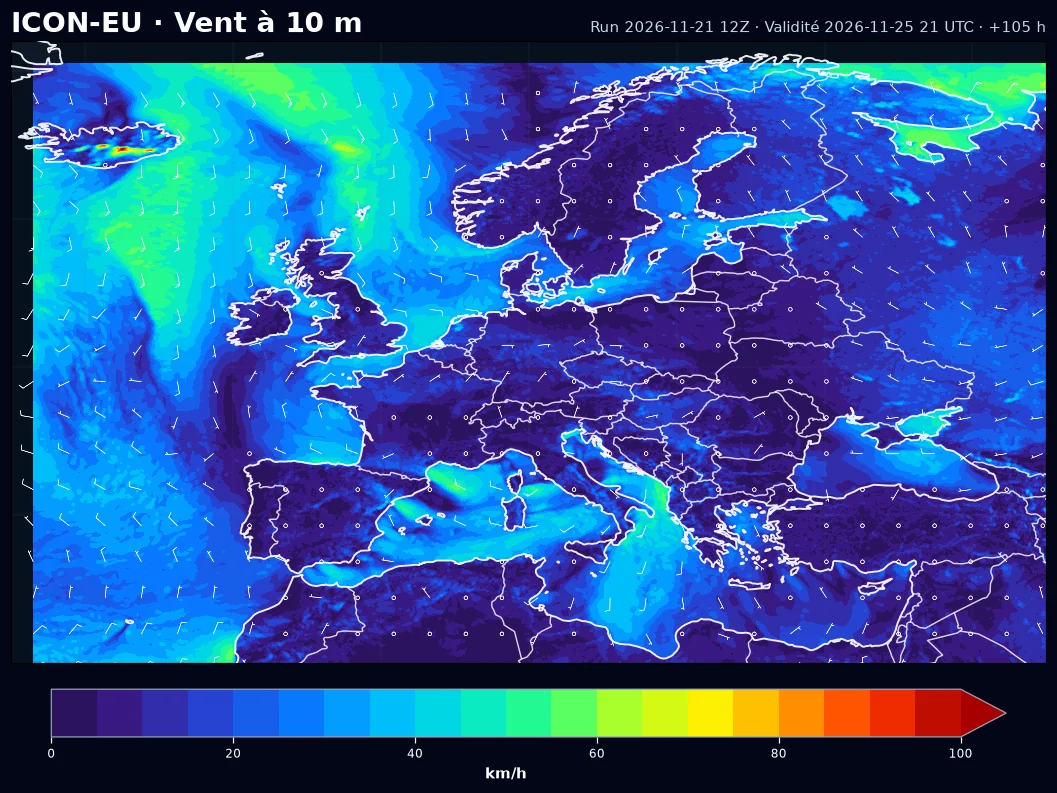 ICON-EU · Vent à 10 m
Run 2026-11-21 12Z · Validité 2026-11-25 21 UTC · +105 h
0 20 40 60 80 100
km/h